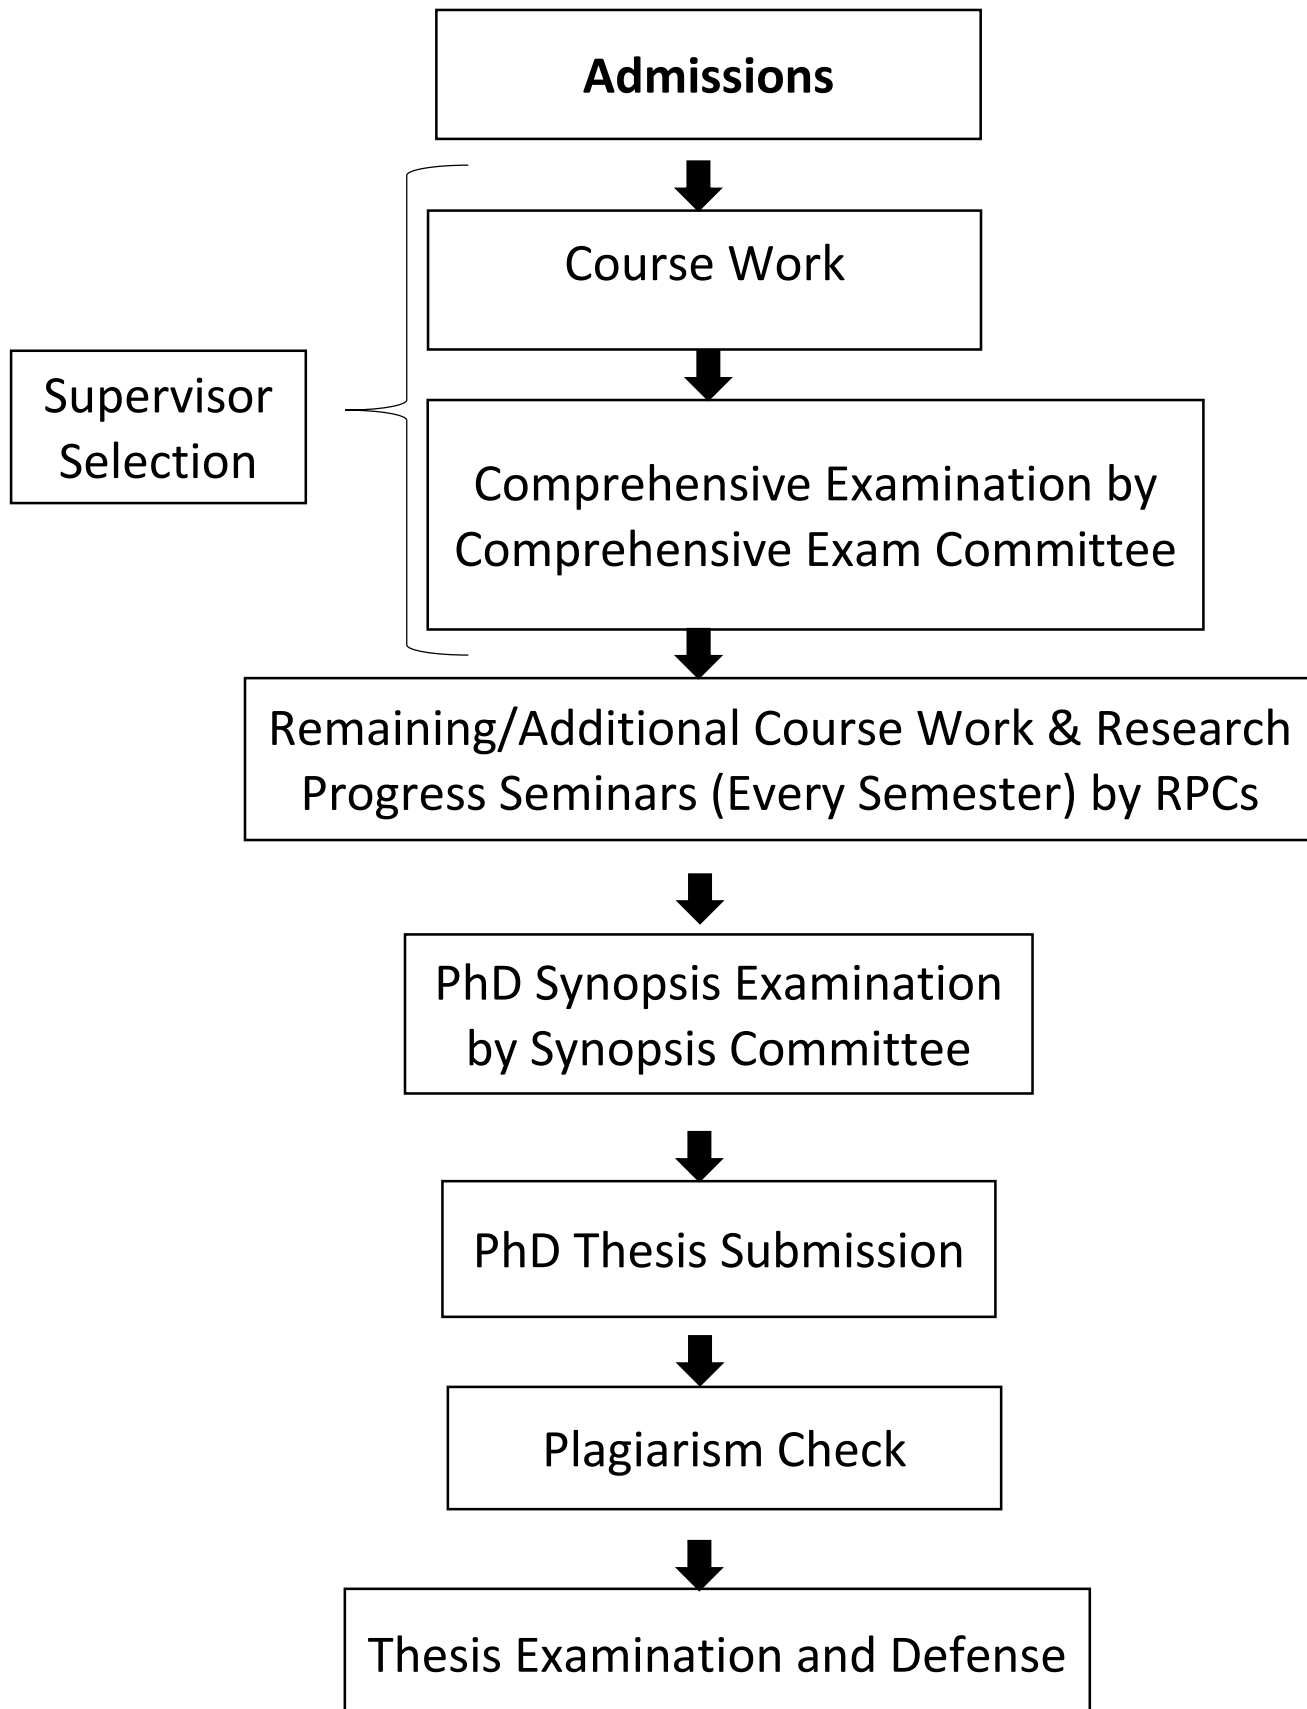 Admissions
Course Work
Supervisor
Selection
Comprehensive Examination by
Comprehensive Exam Committee
Remaining/Additional Course Work & Research
Progress Seminars (Every Semester) by RPCs
PhD Synopsis Examination
by Synopsis Committee
PhD Thesis Submission
Plagiarism Check
Thesis Examination and Defense